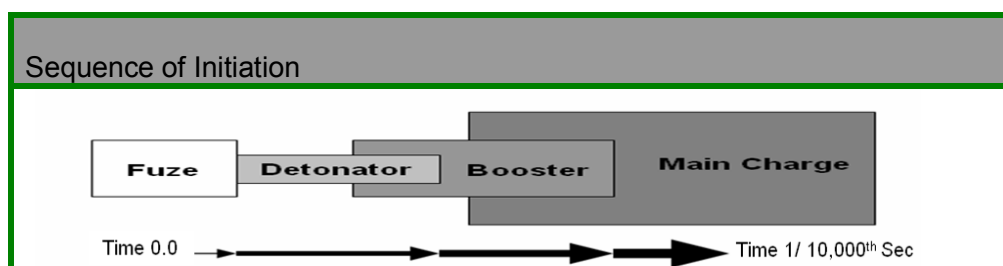 Sequence of Initiation
Fuze Detonator Booster Main Charge
Time 0.0 Time 1/ 10,000th Sec